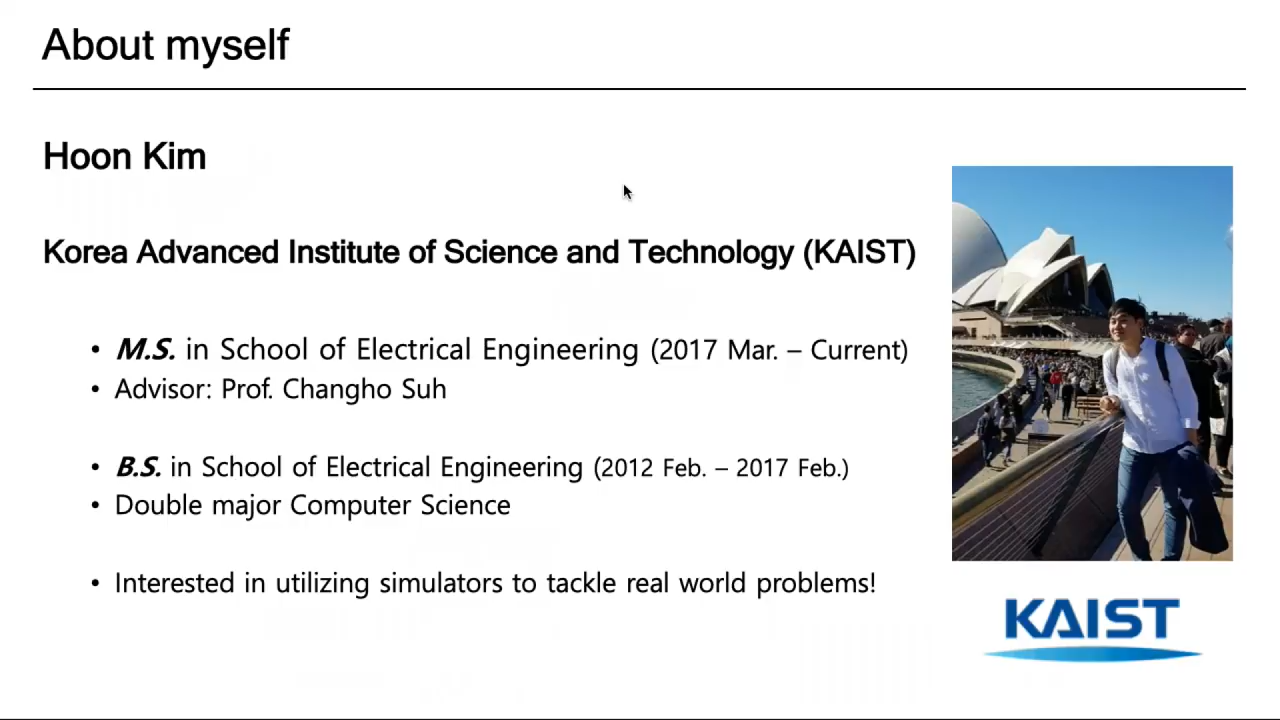 About myself
Hoon Kim
Korea Advanced Institute of Science and Technology (KAIST)
• M.S. in School of Electrical Engineering (2017 Mar. – Current)
• Advisor: Prof. Changho Suh
• B.S. in School of Electrical Engineering (2012 Feb. – 2017 Feb.)
• Double major Computer Science
• Interested in utilizing simulators to tackle real world problems!
KAIST